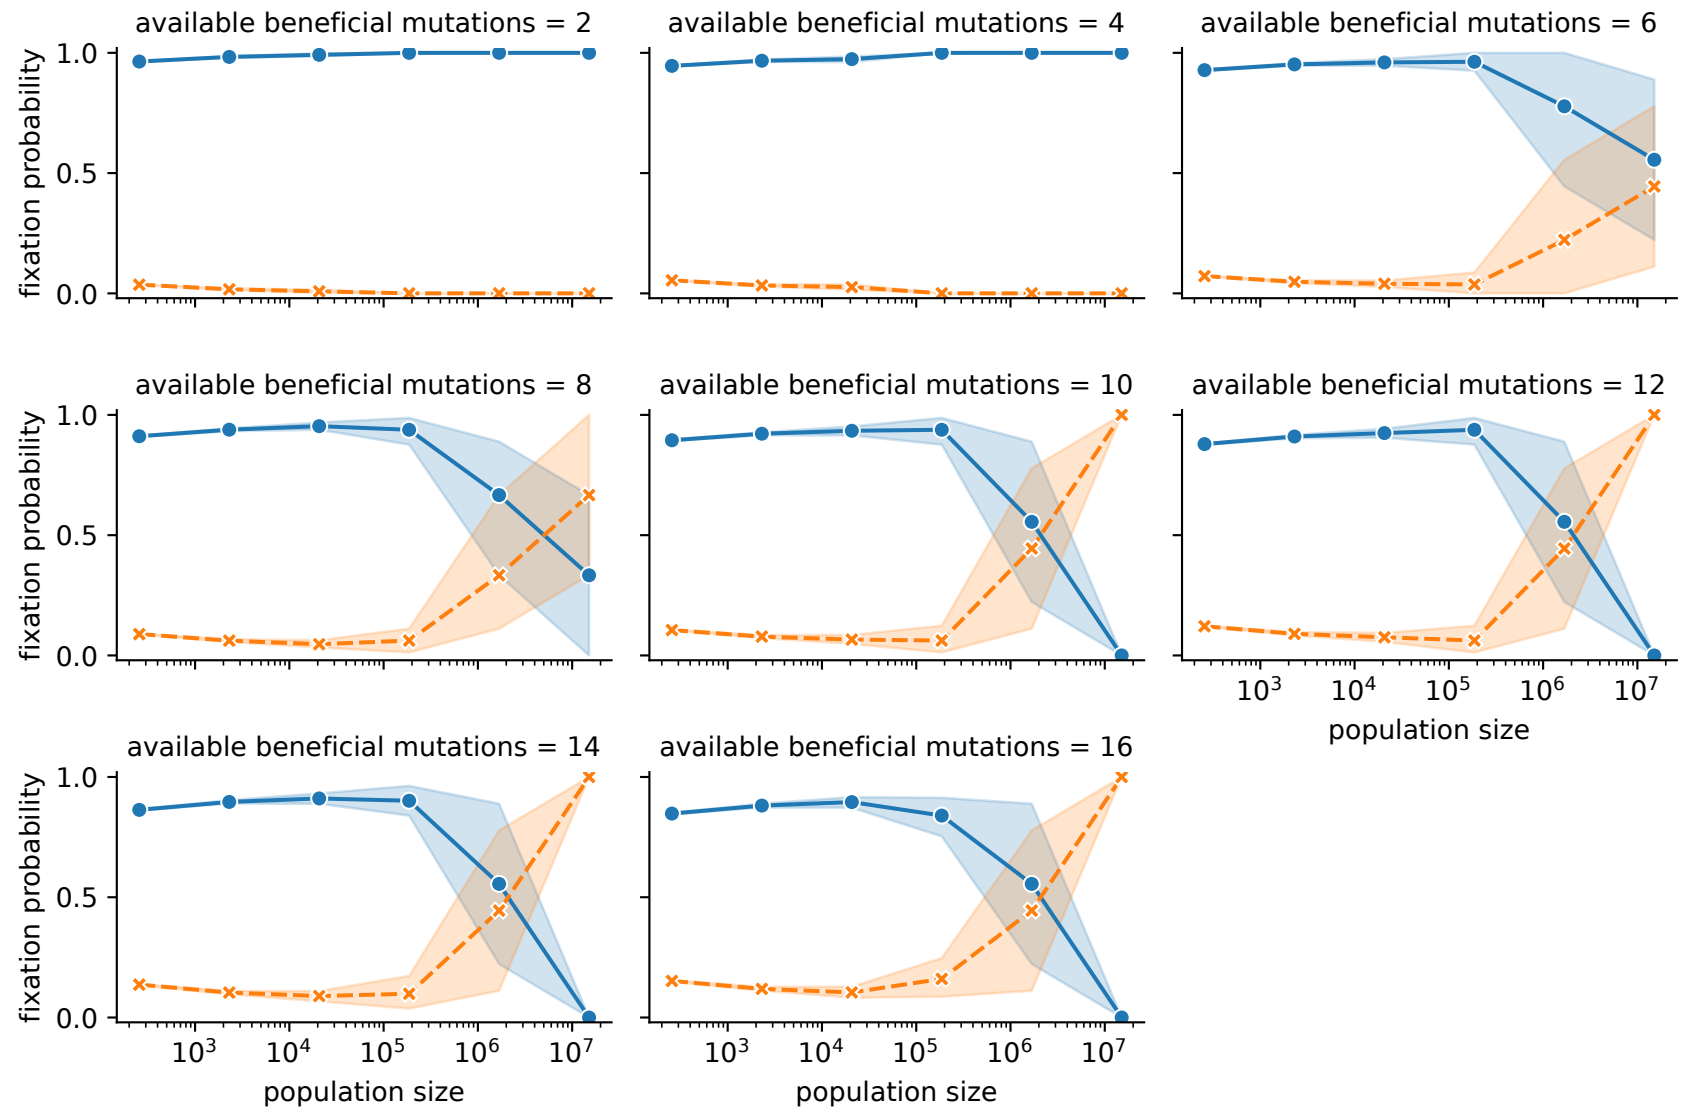 available beneficial mutations = 2
available beneficial mutations = 4
available beneficial mutations = 6
fixation probability
1.0
0.5
0.0
available beneficial mutations = 8
available beneficial mutations = 10
available beneficial mutations = 12
fixation probability
1.0
0.5
0.0
10³ 10⁴ 10⁵ 10⁶ 10⁷
population size
available beneficial mutations = 14
available beneficial mutations = 16
fixation probability
1.0
0.5
0.0
10³ 10⁴ 10⁵ 10⁶ 10⁷
population size
10³ 10⁴ 10⁵ 10⁶ 10⁷
population size